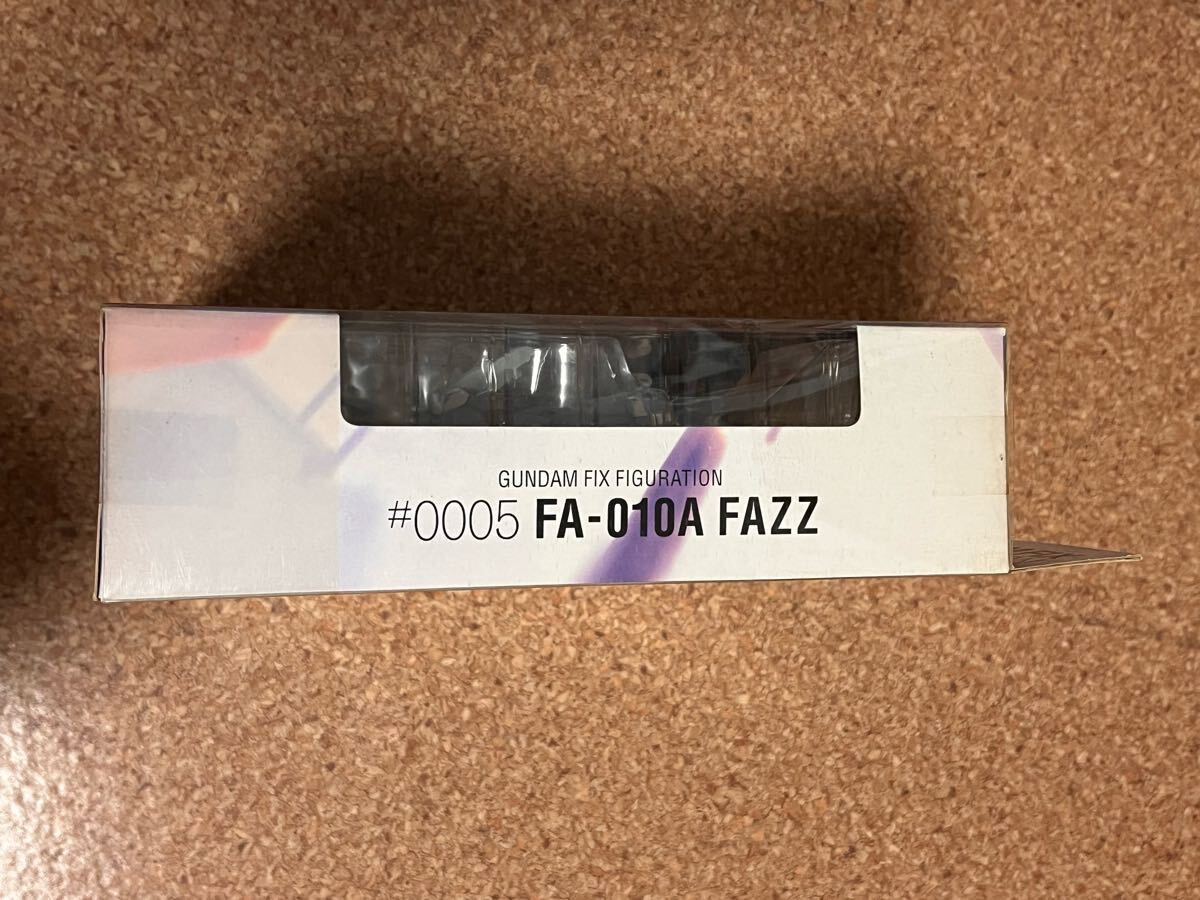 GUNDAM FIX FIGURATION
#0005 FA-010A FAZZ